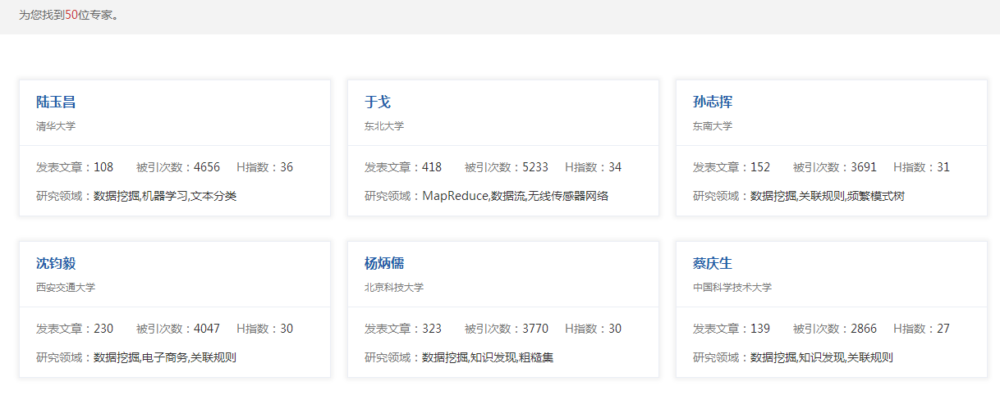 为您找到50位专家。
陆玉昌
清华大学
发表文章：108 被引次数：4656 H指数：36
研究领域：数据挖掘,机器学习,文本分类
于戈
东北大学
发表文章：418 被引次数：5233 H指数：34
研究领域：MapReduce,数据流,无线传感器网络
孙志挥
东南大学
发表文章：152 被引次数：3691 H指数：31
研究领域：数据挖掘,关联规则,频繁模式树
沈钧毅
西安交通大学
发表文章：230 被引次数：4047 H指数：30
研究领域：数据挖掘,电子商务,关联规则
杨炳儒
北京科技大学
发表文章：323 被引次数：3770 H指数：30
研究领域：数据挖掘,知识发现,粗糙集
蔡庆生
中国科学技术大学
发表文章：139 被引次数：2866 H指数：27
研究领域：数据挖掘,知识发现,关联规则